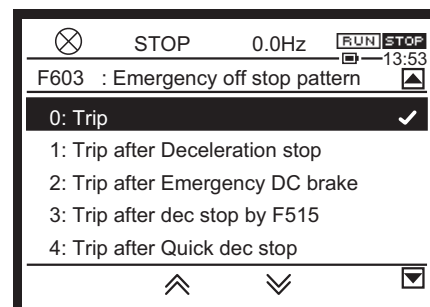 STOP 0.0Hz RUN STOP
13:53
F603 : Emergency off stop pattern
0: Trip
1: Trip after Deceleration stop
2: Trip after Emergency DC brake
3: Trip after dec stop by F515
4: Trip after Quick dec stop